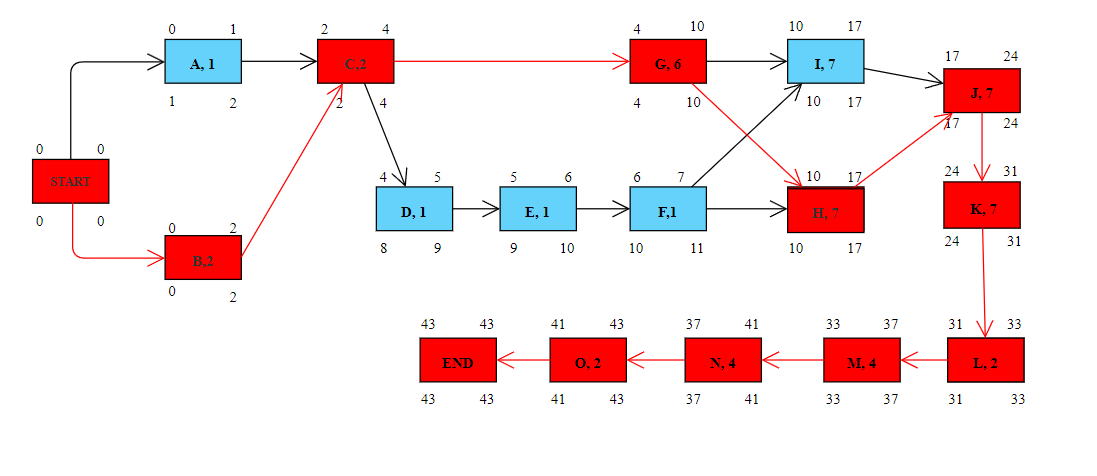 0 1
A, 1
1 2
2 4
C,2
2 4
4 10
G, 6
4 10
10 17
I, 7
10 17
17 24
J, 7
17 24
0 0
START
0 0
4 5
D, 1
8 9
5 6
E, 1
9 10
6 7
F,1
10 11
10 17
H, 7
10 17
24 31
K, 7
24 31
0 2
B,2
0 2
43 43
END
43 43
41 43
O, 2
41 43
37 41
N, 4
37 41
33 37
M, 4
33 37
31 33
L, 2
31 33